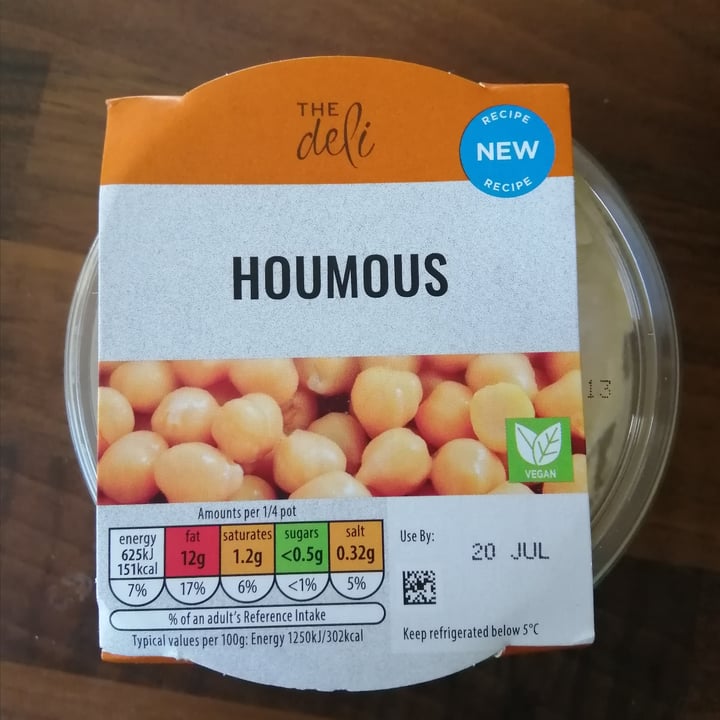 THE
deli
RECIPE
NEW
RECIPE
HOUMOUS
VEGAN
Amounts per 1/4 pot
energy fat saturates sugars salt
625kJ 12g 1.2g <0.5g 0.32g
151kcal
7% 17% 6% <1% 5%
% of an adult's Reference Intake
Typical values per 100g: Energy 1250kJ/302kcal
Use By: 20 JUL
Keep refrigerated below 5°C